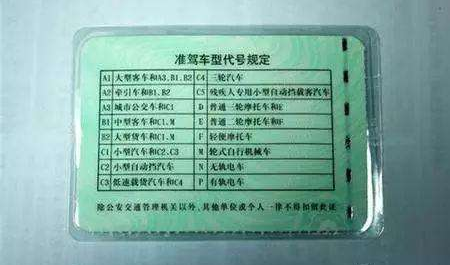 准驾车型代号规定
A1 大型客车和A3.B1.B2 C4 三轮汽车
A2 牵引车和B1.B2 C5 残疾人专用小型自动挡载客汽车
A3 城市公交车和C1 D 普通三轮摩托车和E
B1 中型客车和C1.M E 普通二轮摩托车和F
B2 大型货车和C1.M F 轻便摩托车
C1 小型汽车和C2.C3 M 轮式自行机械车
C2 小型自动挡汽车 N 无轨电车
C3 低速载货汽车和C4 P 有轨电车
除公安交通管理机关以外,其他单位或个人一律不得扣留此证